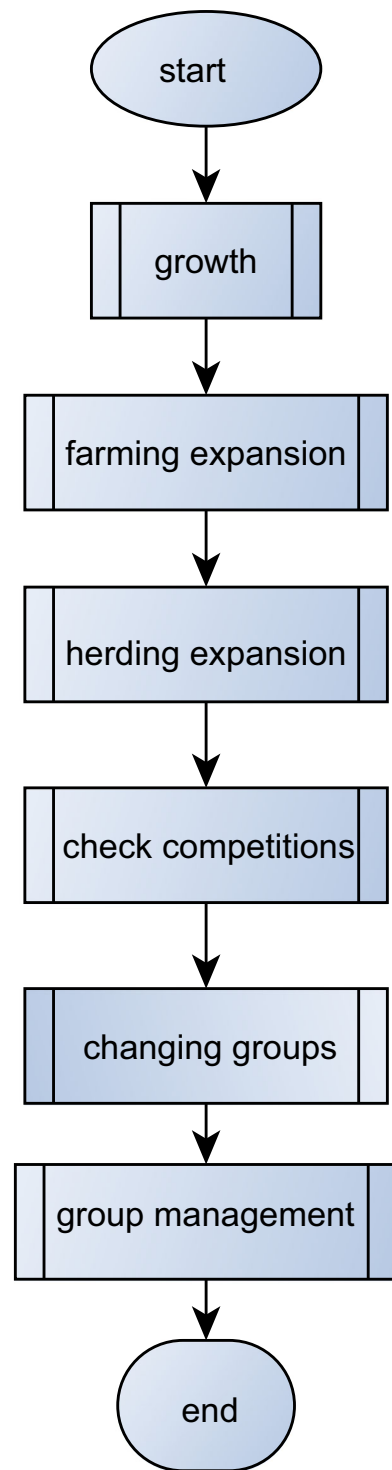 start
growth
farming expansion
herding expansion
check competitions
changing groups
group management
end